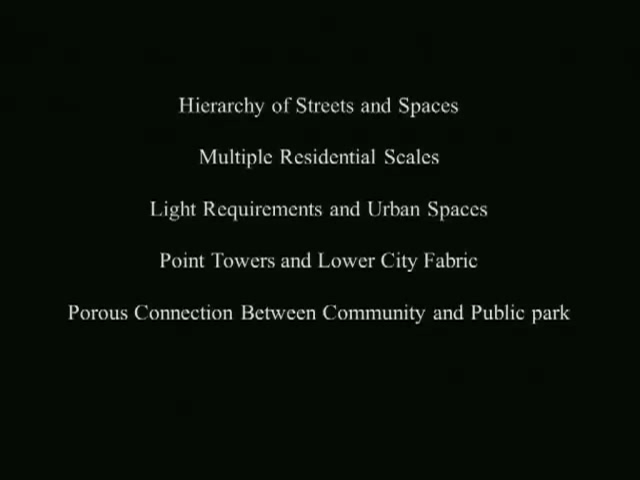 Hierarchy of Streets and Spaces
Multiple Residential Scales
Light Requirements and Urban Spaces
Point Towers and Lower City Fabric
Porous Connection Between Community and Public park